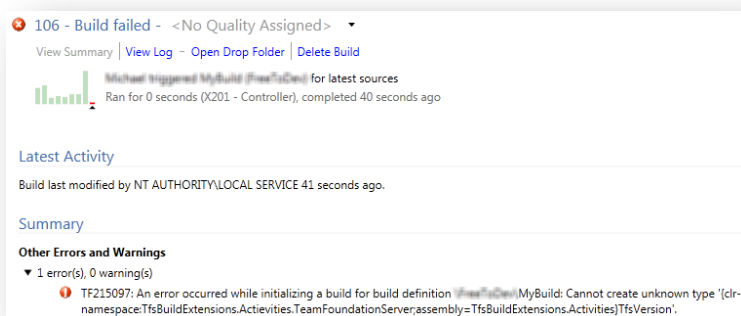 106 - Build failed - <No Quality Assigned>
View Summary | View Log - Open Drop Folder | Delete Build
for latest sources
Ran for 0 seconds (X201 - Controller), completed 40 seconds ago
Latest Activity
Build last modified by NT AUTHORITY\LOCAL SERVICE 41 seconds ago.
Summary
Other Errors and Warnings
1 error(s), 0 warning(s)
TF215097: An error occurred while initializing a build for build definition \MyBuild: Cannot create unknown type '{clr-
namespace:TfsBuildExtensions.Actievities.TeamFoundationServer;assembly=TfsBuildExtensions.Activities}TfsVersion'.